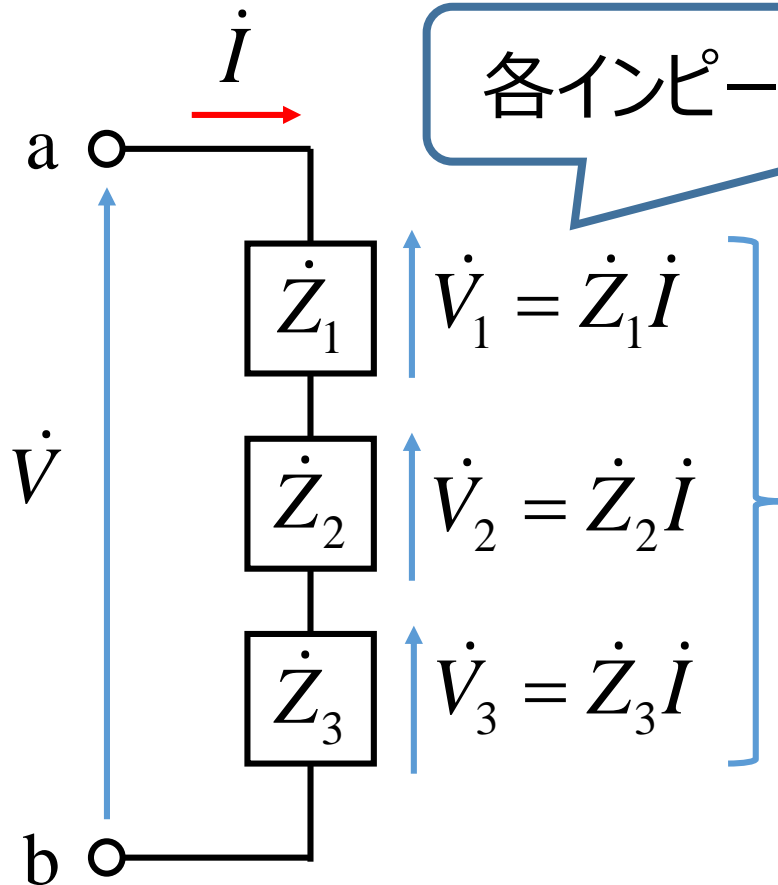 İ
各インピー
a
Ż₁
V̇₁ = Ż₁İ
V̇
Ż₂
V̇₂ = Ż₂İ
Ż₃
V̇₃ = Ż₃İ
b